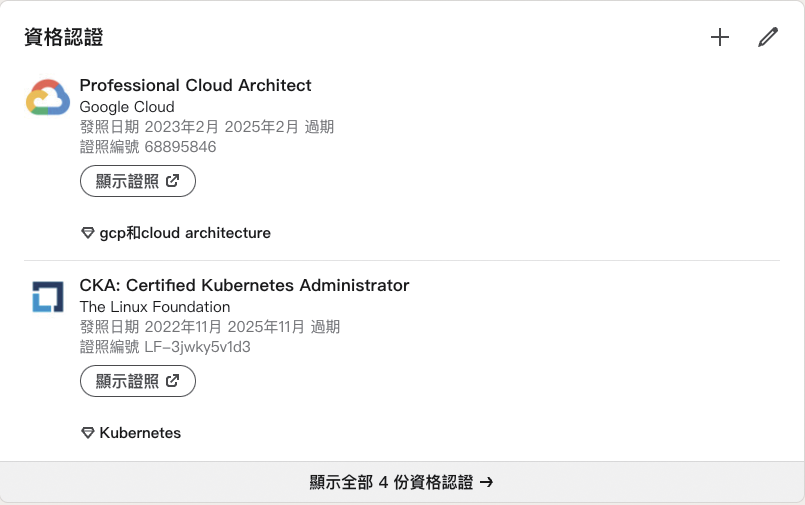 資格認證
Professional Cloud Architect
Google Cloud
發照日期 2023年2月 2025年2月 過期
證照編號 68895846
顯示證照
gcp和cloud architecture
CKA: Certified Kubernetes Administrator
The Linux Foundation
發照日期 2022年11月 2025年11月 過期
證照編號 LF-3jwky5v1d3
顯示證照
Kubernetes
顯示全部 4 份資格認證 →